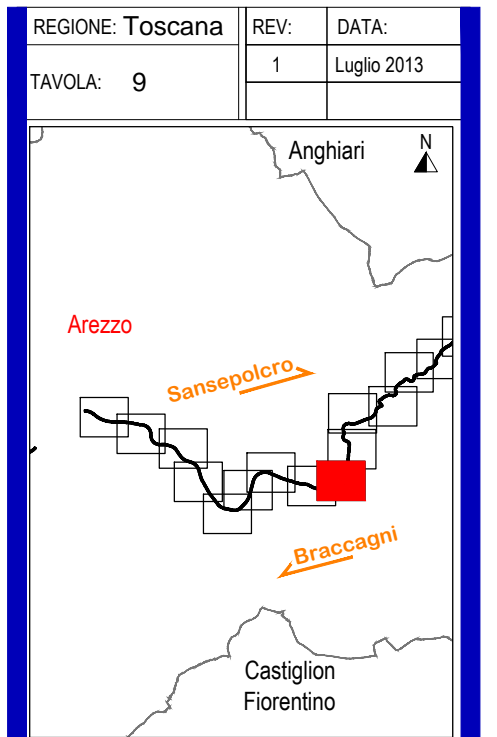 REGIONE: Toscana
REV:
DATA:
TAVOLA: 9
1
Luglio 2013
Anghiari
N
Arezzo
Sansepolcro
Braccagni
Castiglion
Fiorentino